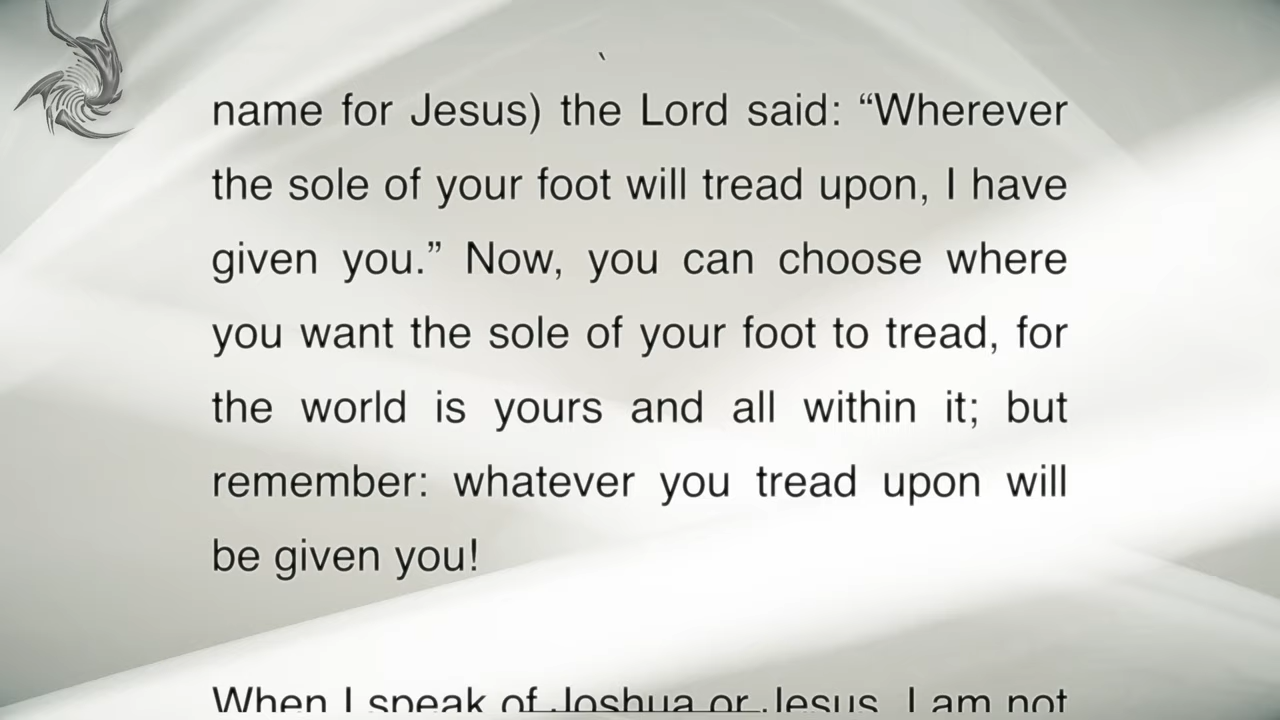 name for Jesus) the Lord said: “Wherever
the sole of your foot will tread upon, I have
given you.” Now, you can choose where
you want the sole of your foot to tread, for
the world is yours and all within it; but
remember: whatever you tread upon will
be given you!
When I speak of Joshua or Jesus, I am not